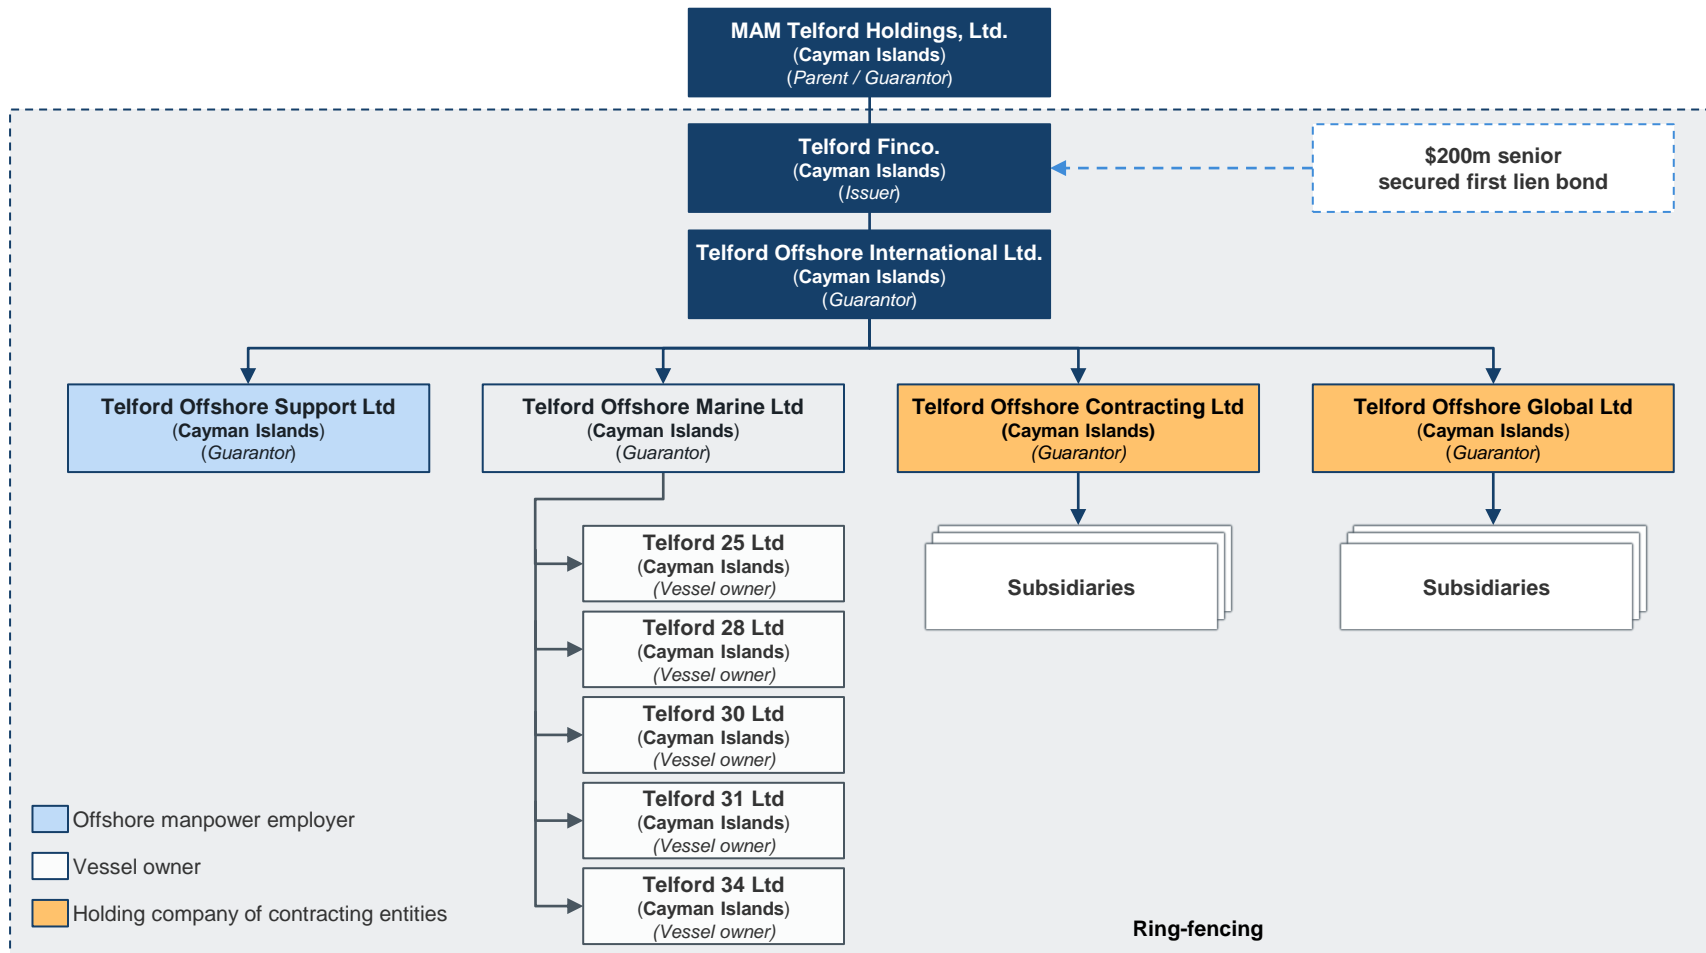 MAM Telford Holdings, Ltd.
(Cayman Islands)
(Parent / Guarantor)
Telford Finco.
(Cayman Islands)
(Issuer)
$200m senior
secured first lien bond
Telford Offshore International Ltd.
(Cayman Islands)
(Guarantor)
Telford Offshore Support Ltd
(Cayman Islands)
(Guarantor)
Telford Offshore Marine Ltd
(Cayman Islands)
(Guarantor)
Telford Offshore Contracting Ltd
(Cayman Islands)
(Guarantor)
Telford Offshore Global Ltd
(Cayman Islands)
(Guarantor)
Telford 25 Ltd
(Cayman Islands)
(Vessel owner)
Telford 28 Ltd
(Cayman Islands)
(Vessel owner)
Telford 30 Ltd
(Cayman Islands)
(Vessel owner)
Telford 31 Ltd
(Cayman Islands)
(Vessel owner)
Telford 34 Ltd
(Cayman Islands)
(Vessel owner)
Subsidiaries
Subsidiaries
Offshore manpower employer
Vessel owner
Holding company of contracting entities
Ring-fencing